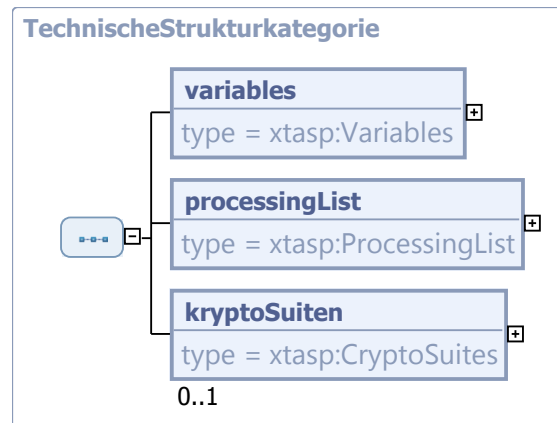 TechnischeStrukturkategorie
variables
type = xtasp:Variables
processingList
type = xtasp:ProcessingList
kryptoSuiten
type = xtasp:CryptoSuites
0..1